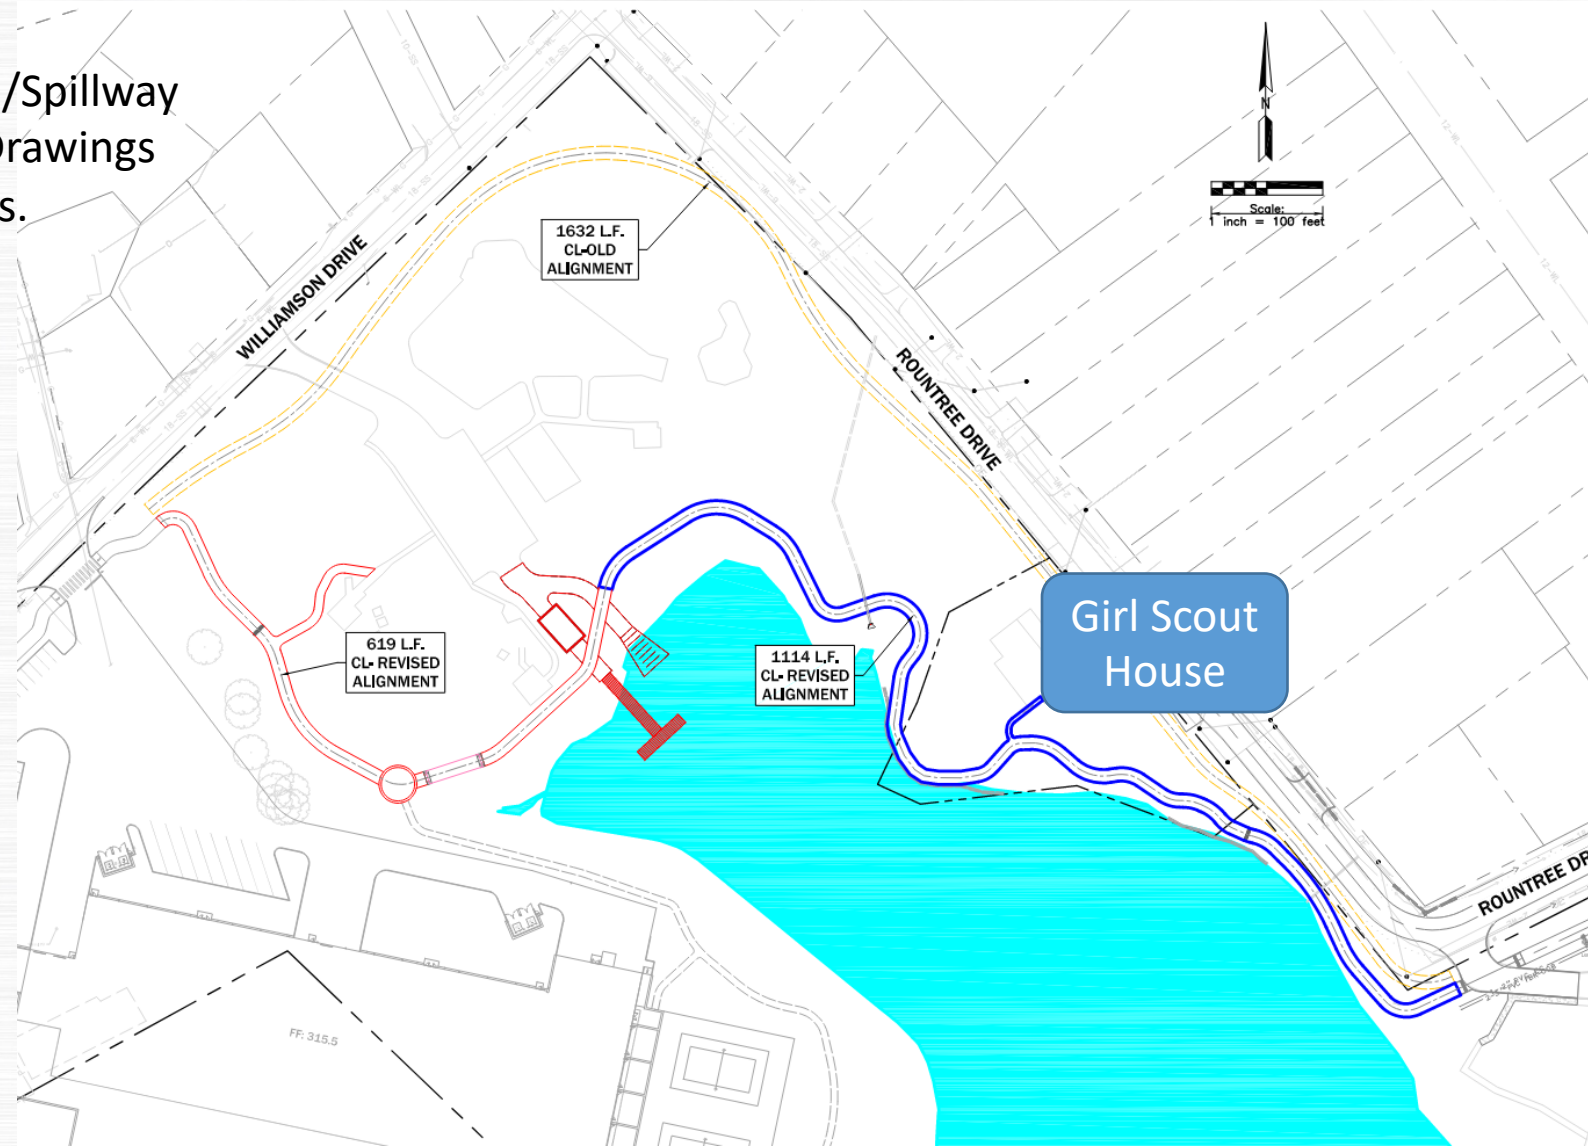 /Spillway
Drawings
s.
N
Scale:
1 inch = 100 feet
1632 L.F.
CL-OLD
ALIGNMENT
WILLIAMSON DRIVE
ROUNTREE DRIVE
Girl Scout
House
619 L.F.
CL- REVISED
ALIGNMENT
1114 L.F.
CL- REVISED
ALIGNMENT
ROUNTREE DR
FF: 315.5